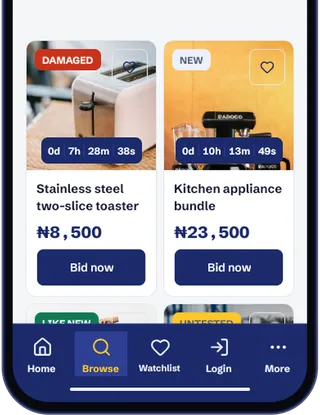 DAMAGED
0d 7h 28m 38s
Stainless steel
two-slice toaster
₦8,500
Bid now
NEW
0d 10h 13m 49s
Kitchen appliance
bundle
₦23,500
Bid now
LIKE NEW
UNTESTED
Home
Browse
Watchlist
Login
More